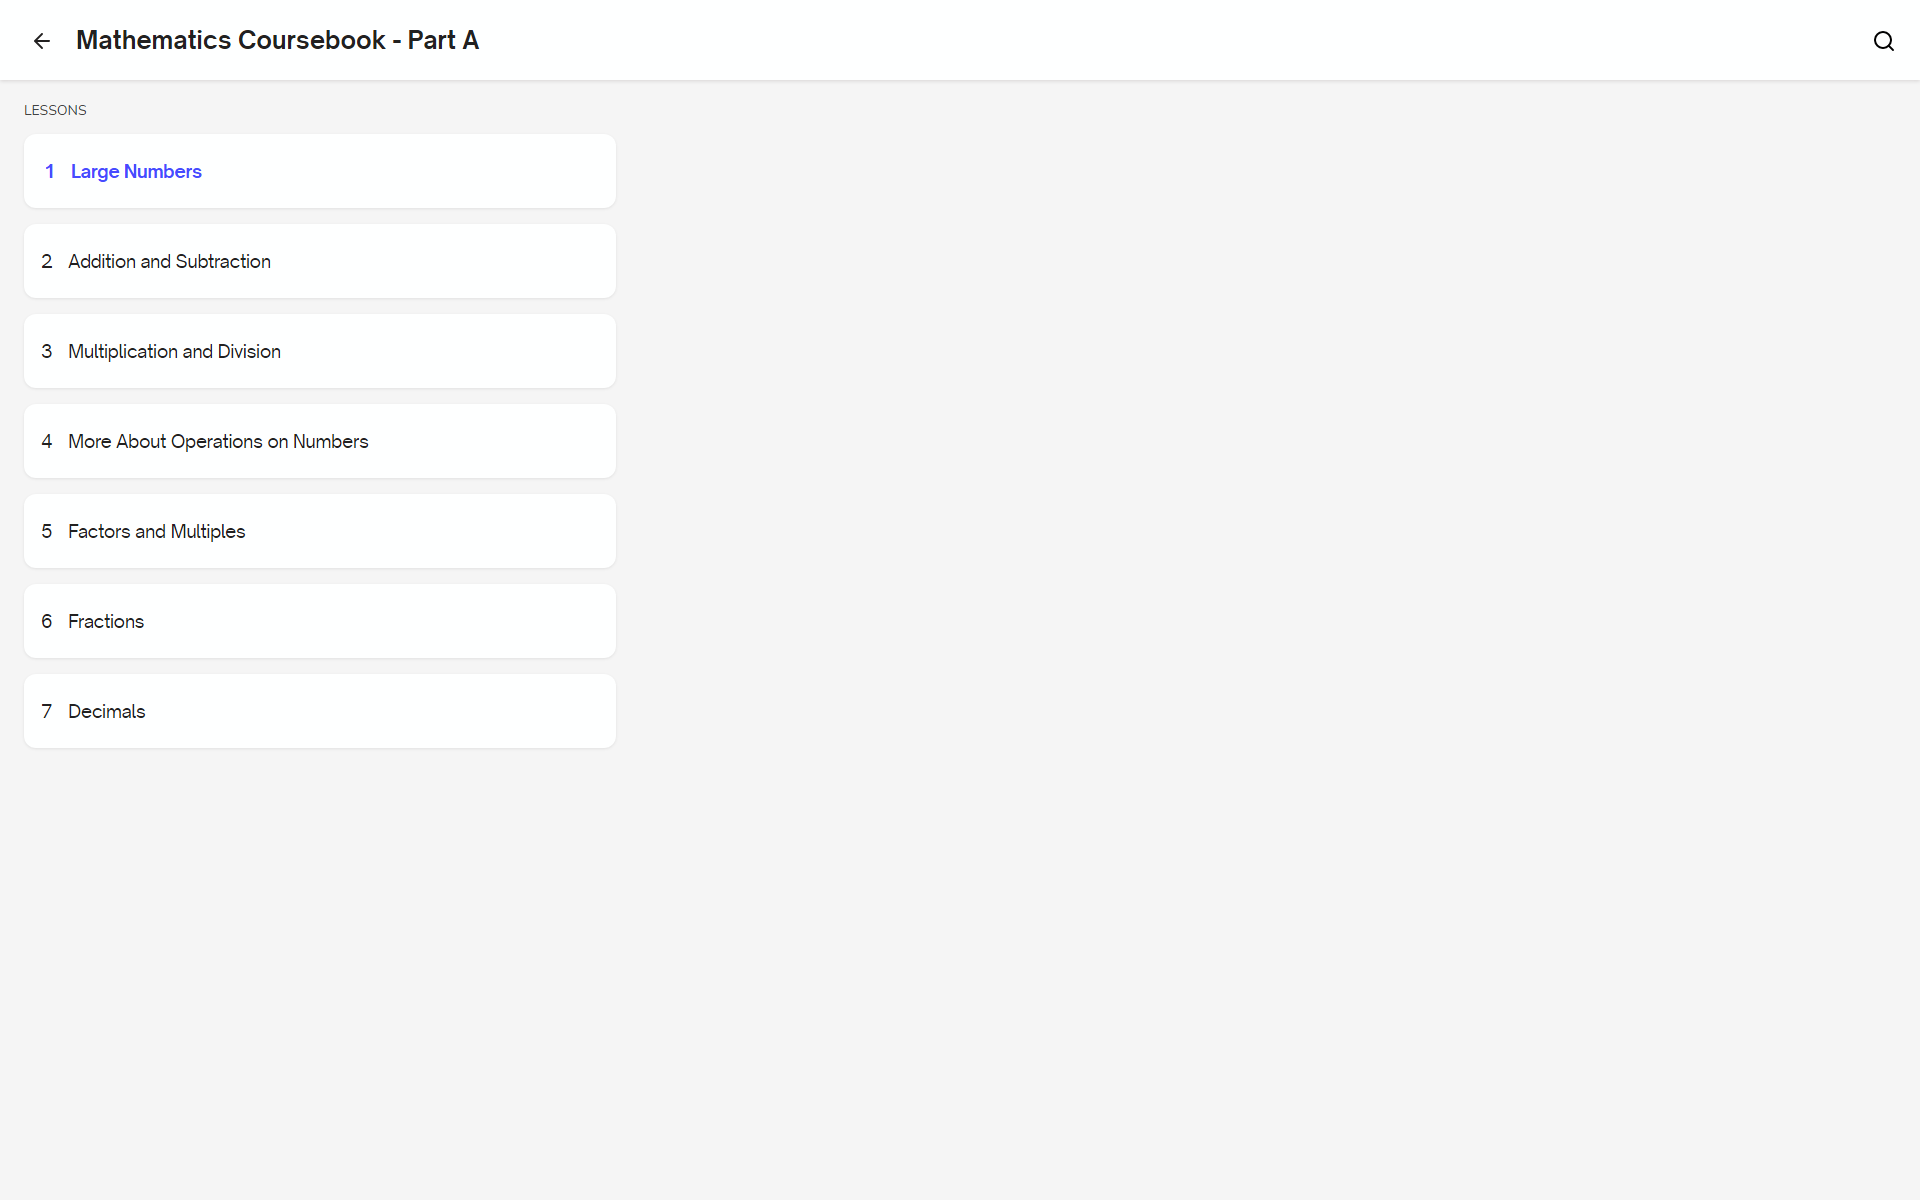 Mathematics Coursebook - Part A
LESSONS
1 Large Numbers
2 Addition and Subtraction
3 Multiplication and Division
4 More About Operations on Numbers
5 Factors and Multiples
6 Fractions
7 Decimals